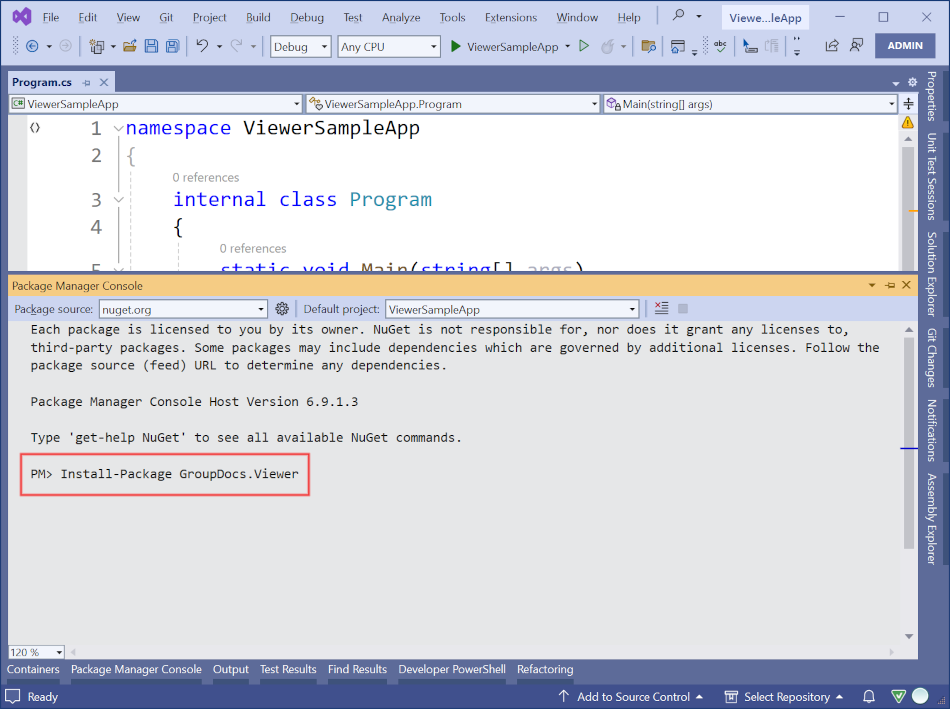 File Edit View Git Project Build Debug Test Analyze Tools Extensions Window Help Viewe...leApp
Debug Any CPU ViewerSampleApp abc ADMIN
Program.cs
C# ViewerSampleApp ViewerSampleApp.Program Main(string[] args)
1 namespace ViewerSampleApp
2 {
0 references
3 internal class Program
4 {
0 references
5 static void Main(string[] args)
Package Manager Console
Package source: nuget.org Default project: ViewerSampleApp
Each package is licensed to you by its owner. NuGet is not responsible for, nor does it grant any licenses to,
third-party packages. Some packages may include dependencies which are governed by additional licenses. Follow the
package source (feed) URL to determine any dependencies.
Package Manager Console Host Version 6.9.1.3
Type 'get-help NuGet' to see all available NuGet commands.
PM> Install-Package GroupDocs.Viewer
120 %
Containers Package Manager Console Output Test Results Find Results Developer PowerShell Refactoring
Ready Add to Source Control Select Repository
Properties
Unit Test Sessions
Solution Explorer
Git Changes
Notifications
Assembly Explorer